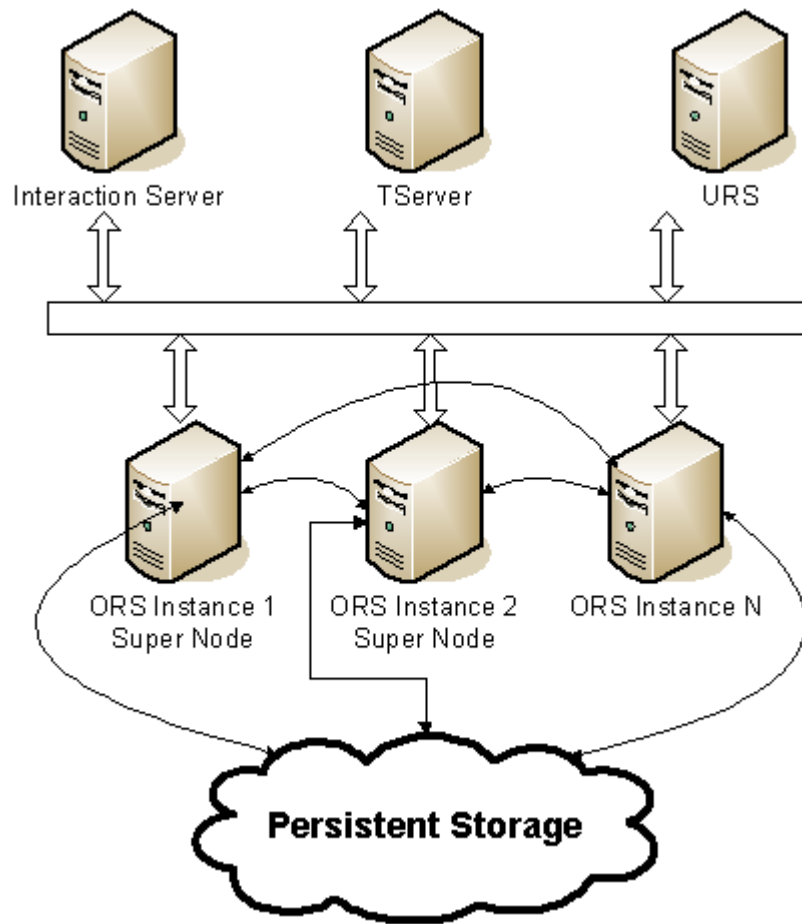 Interaction Server
TServer
URS
ORS Instance 1
Super Node
ORS Instance 2
Super Node
ORS Instance N
Persistent Storage